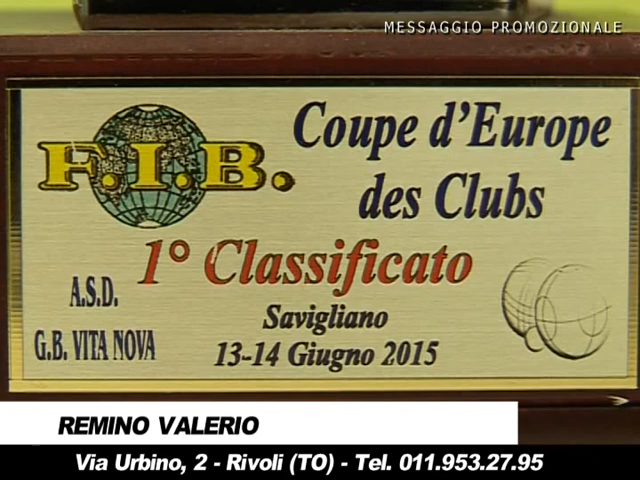 MESSAGGIO PROMOZIONALE
F.I.B.
Coupe d'Europe
des Clubs
1° Classificato
A.S.D.
G.B. VITA NOVA
Savigliano
13-14 Giugno 2015
REMINO VALERIO
Via Urbino, 2 - Rivoli (TO) - Tel. 011.953.27.95